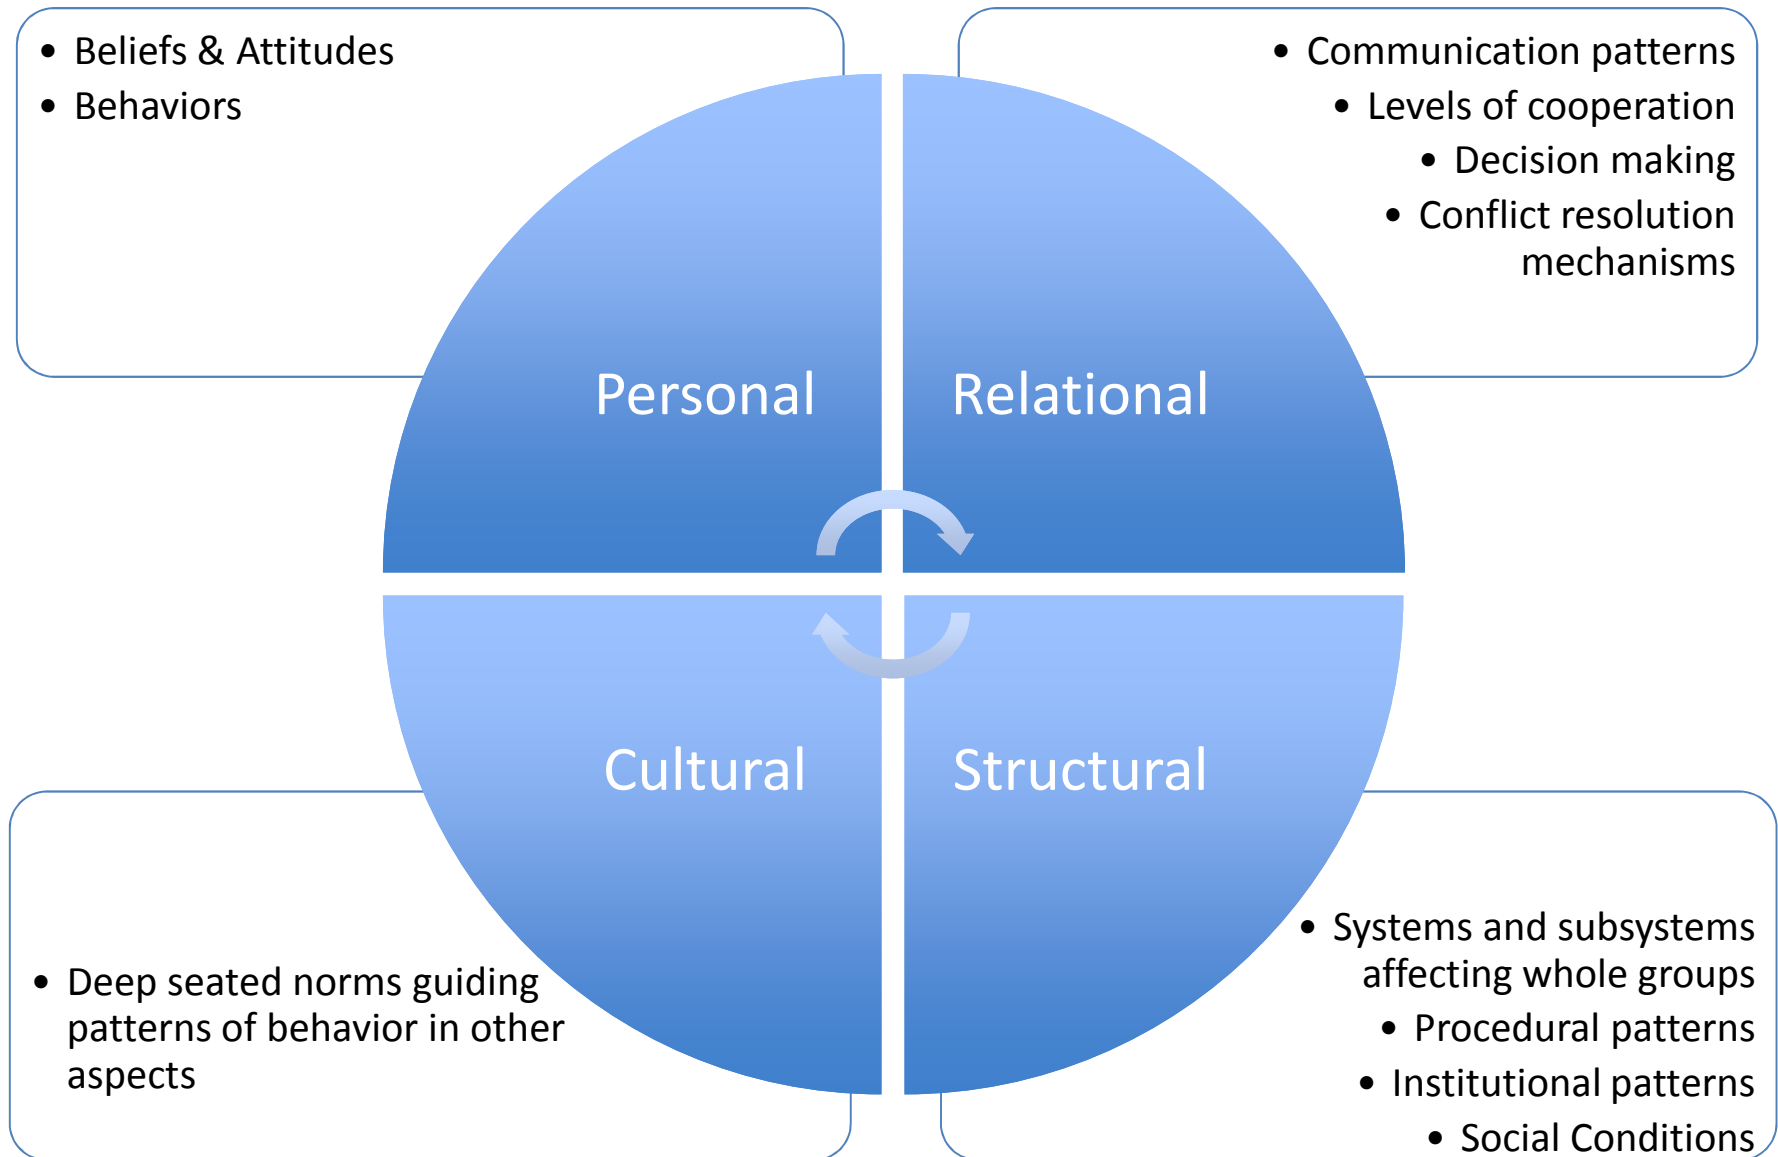 • Beliefs & Attitudes
• Behaviors
• Communication patterns
• Levels of cooperation
• Decision making
• Conflict resolution
mechanisms
Personal
Relational
Cultural
Structural
• Deep seated norms guiding
patterns of behavior in other
aspects
• Systems and subsystems
affecting whole groups
• Procedural patterns
• Institutional patterns
• Social Conditions